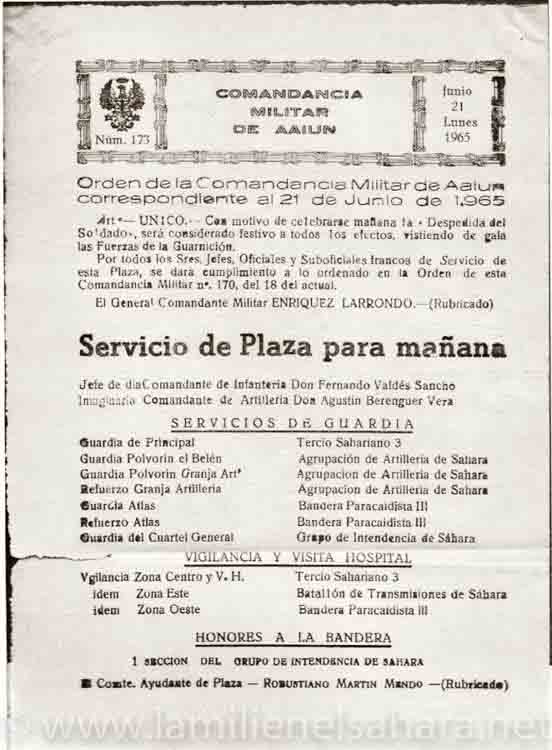 Núm. 173
COMANDANCIA
MILITAR
DE AAIUN
Junio
21
Lunes
1965
Orden de la Comandancia Militar de Aaiun
correspondiente al 21 de Junio de 1,965
Artº— UNICO.— Con motivo de celebrarse mañana la « Despedida del
Soldado», será considerado festivo a todos los efectos, vistiendo de gala
las Fuerzas de la Guarnición.
Por todos los Sres, Jefes, Oficiales y Suboficiales francos de Servicio de
esta Plaza, se dará cumplimiento a lo ordenado en la Orden de esta
Comandancia Militar nº. 170, del 18 del actual.
El General Comandante Militar ENRIQUEZ LARRONDO.—(Rubricado)
Servicio de Plaza para mañana
Jefe de dia Comandante de Infanteria Don Fernando Valdés Sancho
Imaginaria Comandante de Artilleria Don Agustin Berenguer Vera
SERVICIOS DE GUARDIA
Guardia de Principal Tercio Sahariano 3
Guardia Polvorin el Belén Agrupación de Artilleria de Sahara
Guardia Polvorin Granja Artª Agrupacion de Artilleria de Sahara
Refuerzo Granja Artilleria Agrupacion de Artilleria de Sahara
Guardia Atlas Bandera Paracaidista III
Refuerzo Atlas Bandera Paracaidista III
Guardia del Cuartel General Grupo de Intendencia de Sáhara
VIGILANCIA Y VISITA HOSPITAL
Vgilancia Zona Centro y V. H. Tercio Sahariano 3
idem Zona Este Batallón de Transmisiones de Sáhara
idem Zona Oeste Bandera Paracaidista III
HONORES A LA BANDERA
1 SECCION DEL GRUPO DE INTENDENCIA DE SAHARA
El Comte. Ayudante de Plaza — ROBUSTIANO MARTIN MENDO —(Rubricado)
© www.lamilienelsahara.net